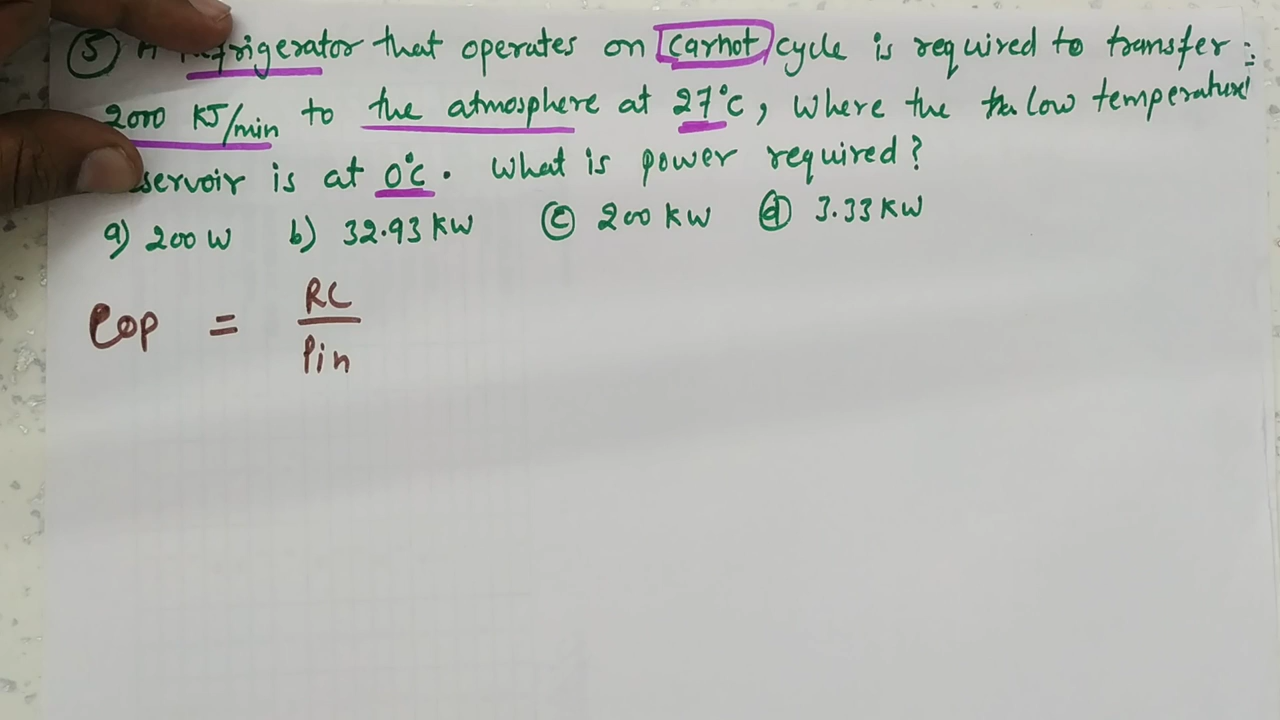 ⑤ A refrigerator that operates on Carnot cycle is required to transfer :
2000 KJ/min to the atmosphere at 27°C, where the low temperature
servoir is at 0°C. What is power required?
a) 200 W b) 32.93 KW ⓒ 200 KW ⓓ 3.33 KW
Cop = RC
Pin